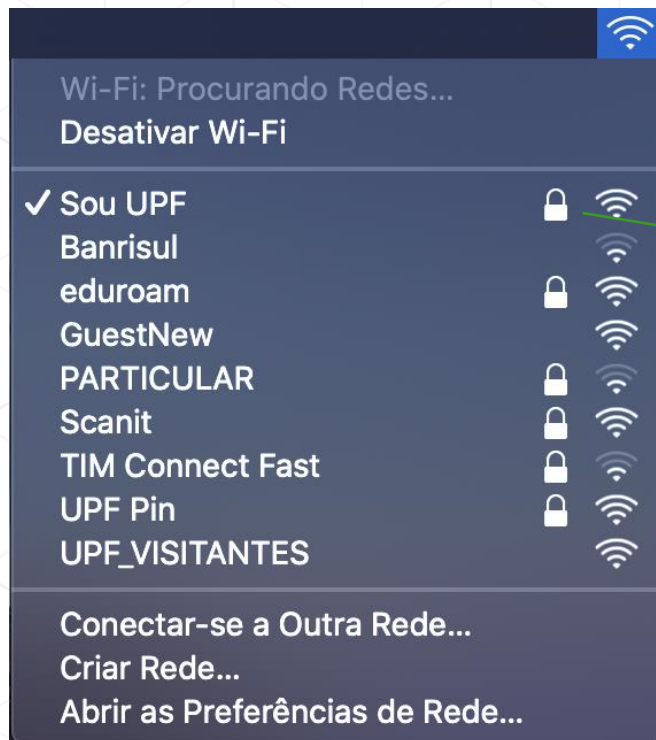 Wi-Fi: Procurando Redes...
Desativar Wi-Fi
Sou UPF
Banrisul
eduroam
GuestNew
PARTICULAR
Scanit
TIM Connect Fast
UPF Pin
UPF_VISITANTES
Conectar-se a Outra Rede...
Criar Rede...
Abrir as Preferências de Rede...